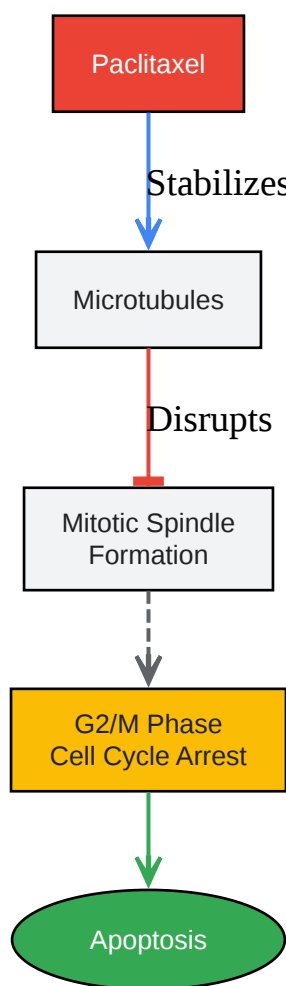 Paclitaxel
Stabilizes
Microtubules
Disrupts
Mitotic Spindle
Formation
G2/M Phase
Cell Cycle Arrest
Apoptosis